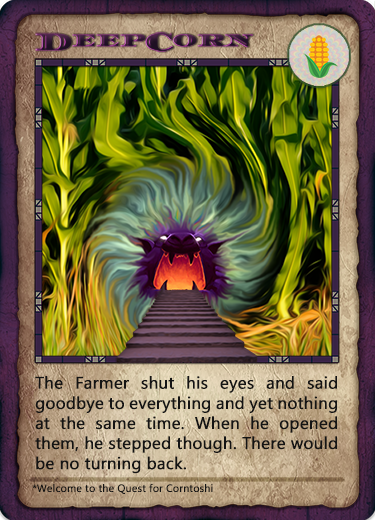 DEEPCORN
The Farmer shut his eyes and said
goodbye to everything and yet nothing
at the same time. When he opened
them, he stepped though. There would
be no turning back.
*Welcome to the Quest for Corntoshi